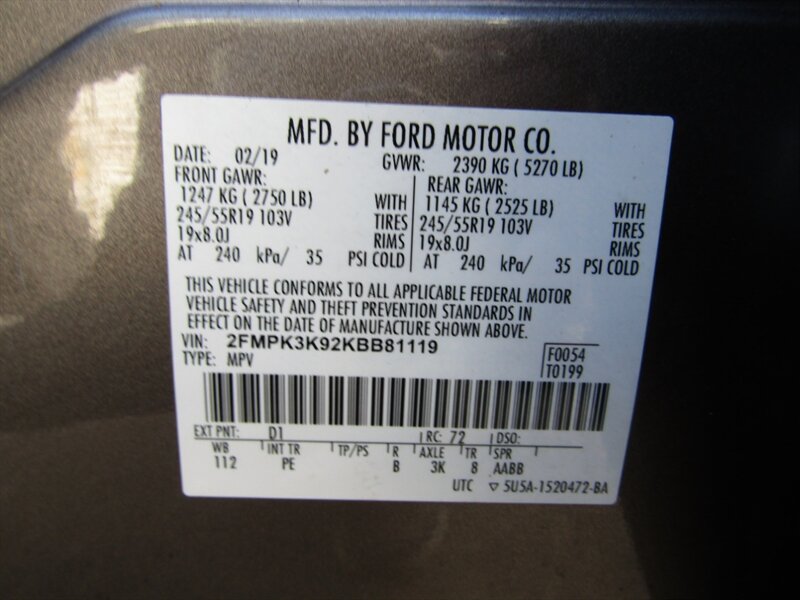 MFD. BY FORD MOTOR CO.
DATE: 02/19 GVWR: 2390 KG ( 5270 LB)
FRONT GAWR: REAR GAWR:
1247 KG ( 2750 LB) WITH 1145 KG ( 2525 LB) WITH
245/55R19 103V TIRES 245/55R19 103V TIRES
19x8.0J RIMS 19x8.0J RIMS
AT 240 kPa/ 35 PSI COLD AT 240 kPa/ 35 PSI COLD
THIS VEHICLE CONFORMS TO ALL APPLICABLE FEDERAL MOTOR
VEHICLE SAFETY AND THEFT PREVENTION STANDARDS IN
EFFECT ON THE DATE OF MANUFACTURE SHOWN ABOVE.
VIN: 2FMPK3K92KBB81119
TYPE: MPV
F0054
T0199
EXT PNT: D1 RC: 72 DSO:
WB INT TR TP/PS R AXLE TR SPR
112 PE B 3K 8 AABB
UTC ▽ 5U5A-1520472-BA